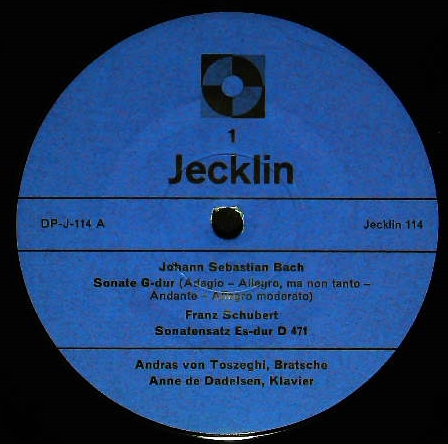 1
Jecklin
DP-J-114 A
Jecklin 114
Johann Sebastian Bach
Sonate G-dur (Adagio – Allegro, ma non tanto –
Andante – Allegro moderato)
Franz Schubert
Sonatensatz Es-dur D 471
Andras von Toszeghi, Bratsche
Anne de Dadelsen, Klavier